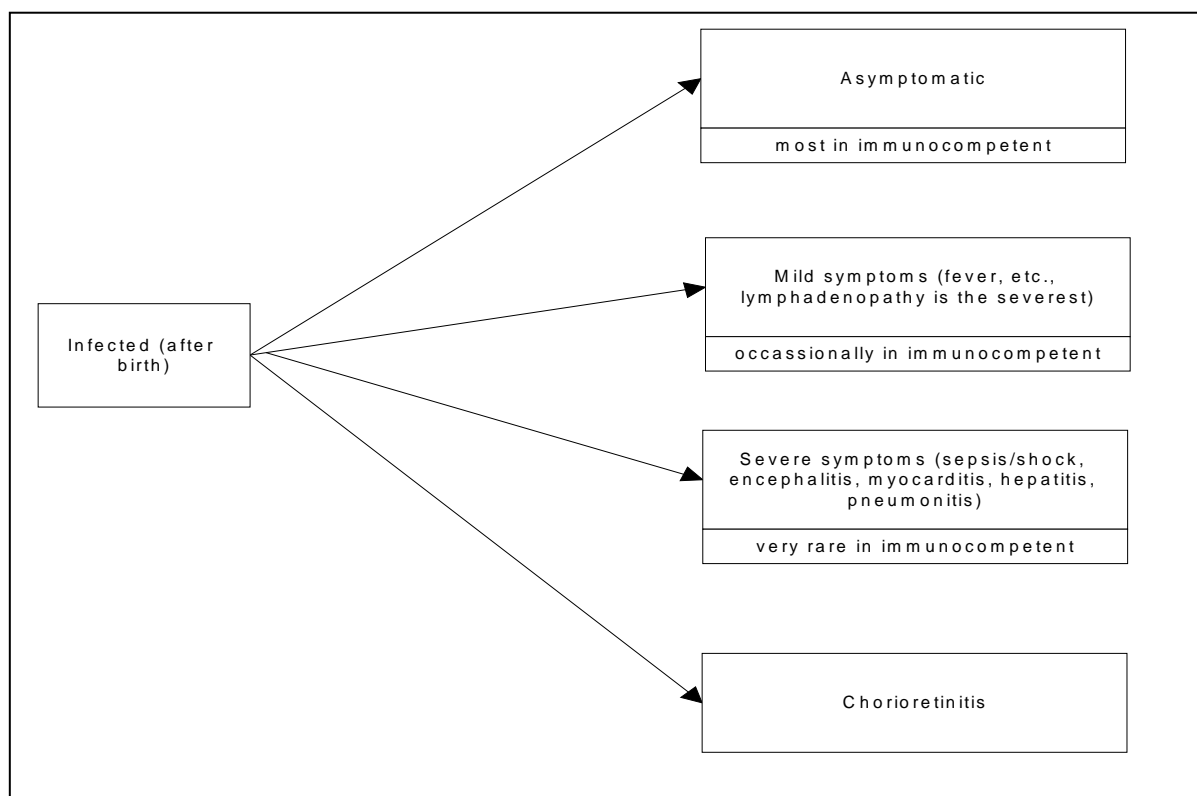 Asymptomatic
most in immunocompetent
Mild symptoms (fever, etc.,
lymphadenopathy is the severest)
occassionally in immunocompetent
Infected (after
birth)
Severe symptoms (sepsis/shock,
encephalitis, myocarditis, hepatitis,
pneumonitis)
very rare in immunocompetent
Chorioretinitis